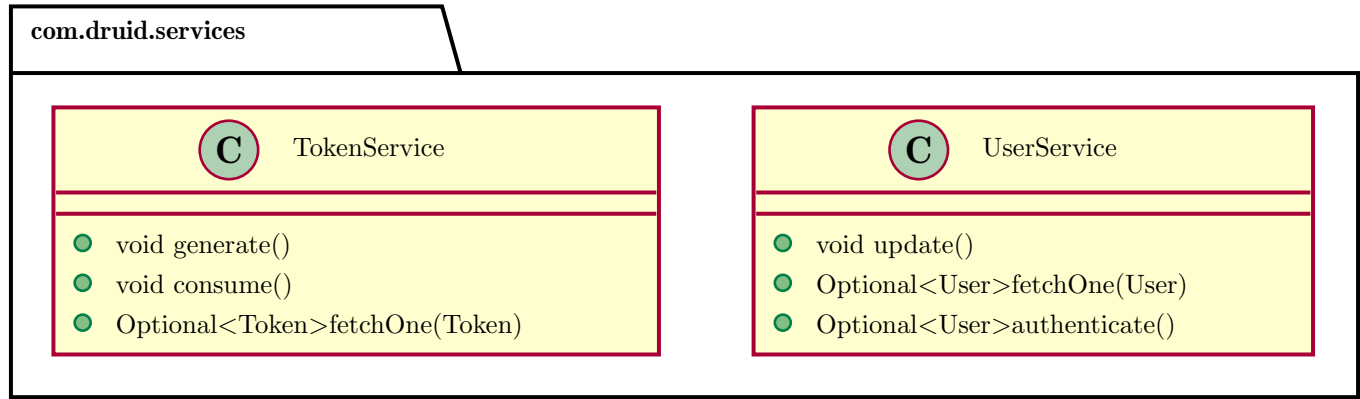 com.druid.services
C TokenService
void generate()
void consume()
Optional<Token>fetchOne(Token)
C UserService
void update()
Optional<User>fetchOne(User)
Optional<User>authenticate()